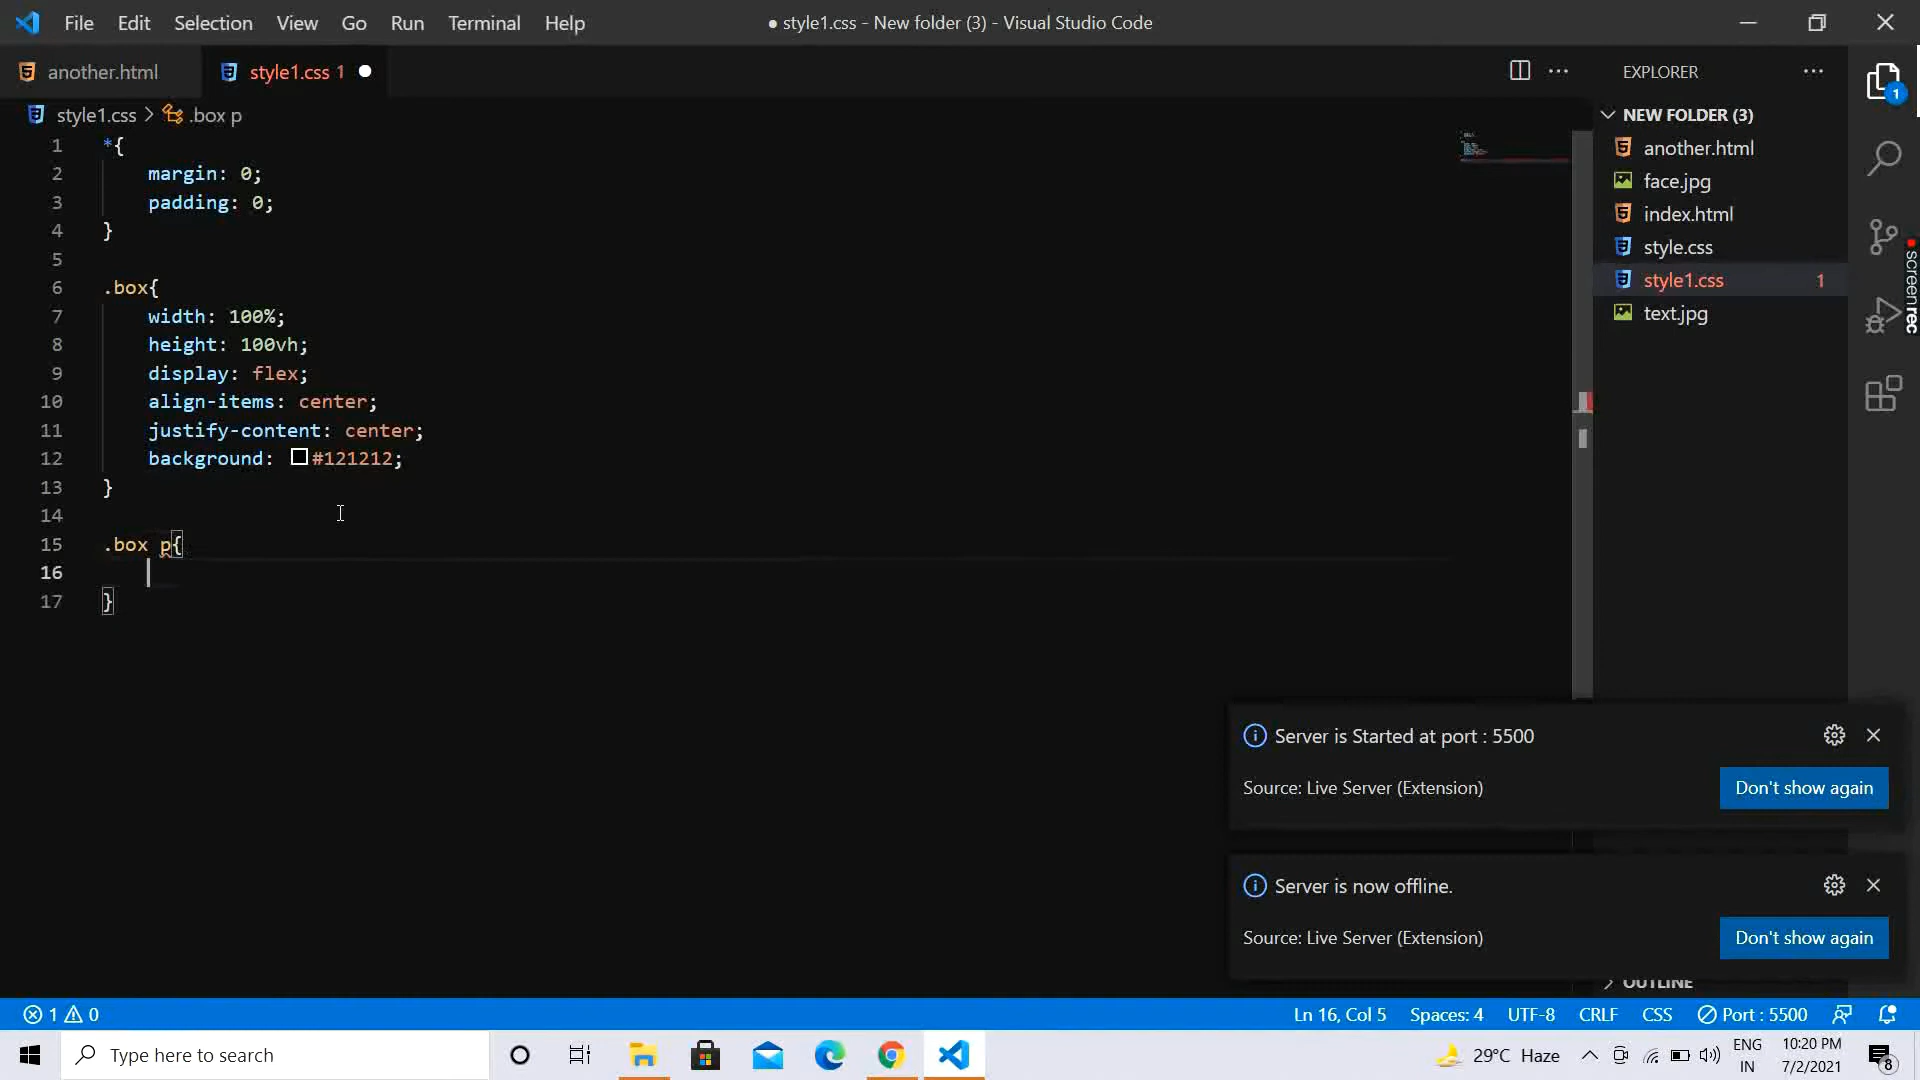 File Edit Selection View Go Run Terminal Help ● style1.css - New folder (3) - Visual Studio Code
another.html style1.css 1 EXPLORER
style1.css > .box p
NEW FOLDER (3)
another.html
face.jpg
index.html
style.css
style1.css 1
text.jpg
1 *{
2 margin: 0;
3 padding: 0;
4 }
5
6 .box{
7 width: 100%;
8 height: 100vh;
9 display: flex;
10 align-items: center;
11 justify-content: center;
12 background: #121212;
13 }
14
15 .box p{
16
17 }
1
screenrec
Server is Started at port : 5500
Source: Live Server (Extension) Don't show again
Server is now offline.
Source: Live Server (Extension) Don't show again
OUTLINE
1 0 Ln 16, Col 5 Spaces: 4 UTF-8 CRLF CSS Port : 5500
Type here to search 29°C Haze ENG IN 10:20 PM 7/2/2021 8